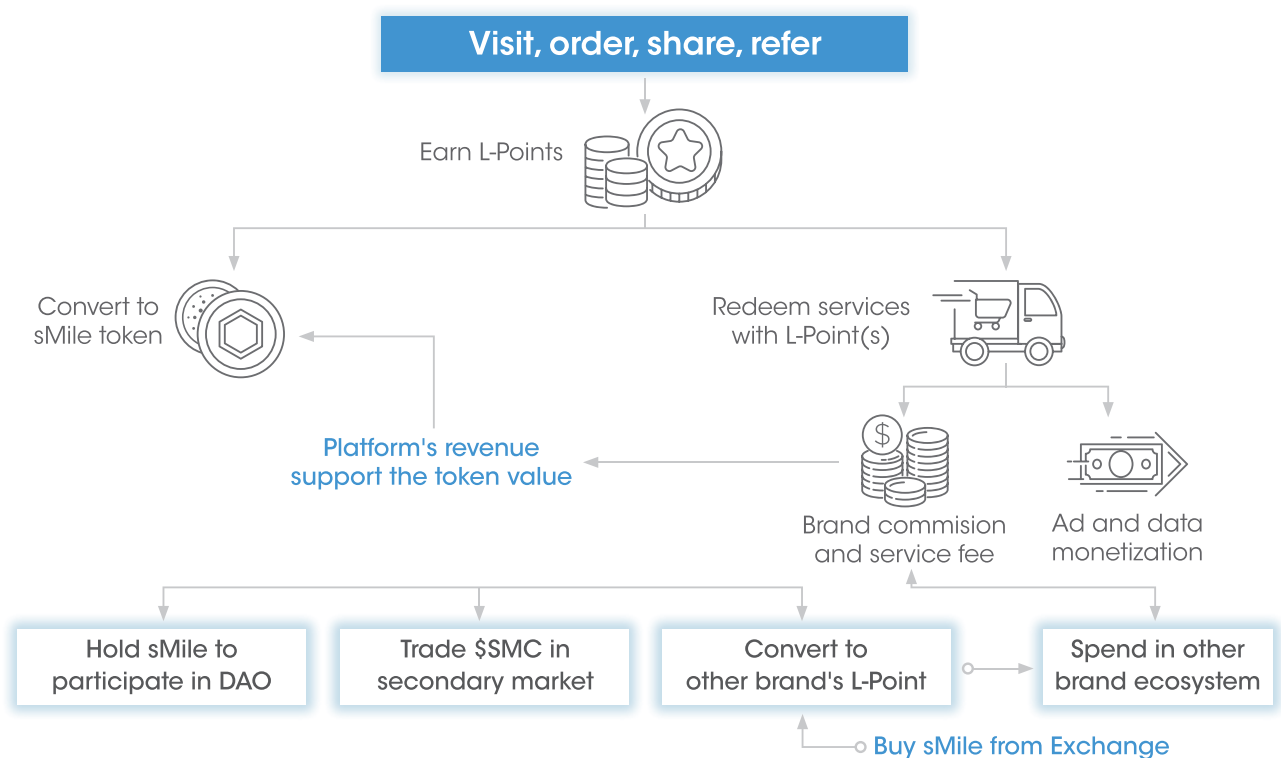 Visit, order, share, refer
Earn L-Points
Convert to
sMile token
Redeem services
with L-Point(s)
Platform's revenue
support the token value
$
Brand commision
and service fee
Ad and data
monetization
Hold sMile to
participate in DAO
Trade $SMC in
secondary market
Convert to
other brand's L-Point
Spend in other
brand ecosystem
Buy sMile from Exchange